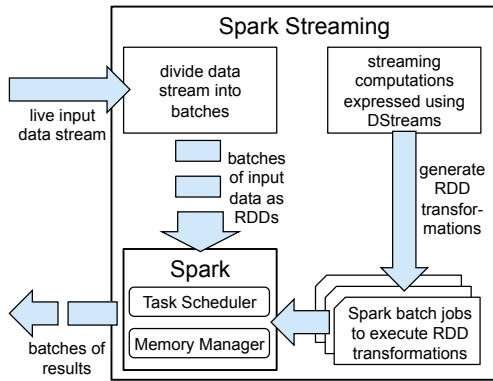 Spark Streaming
divide data
stream into
batches
streaming
computations
expressed using
DStreams
live input
data stream
batches
of input
data as
RDDs
generate
RDD
transfor-
mations
Spark
Task Scheduler
Memory Manager
Spark batch jobs
to execute RDD
transformations
batches of
results